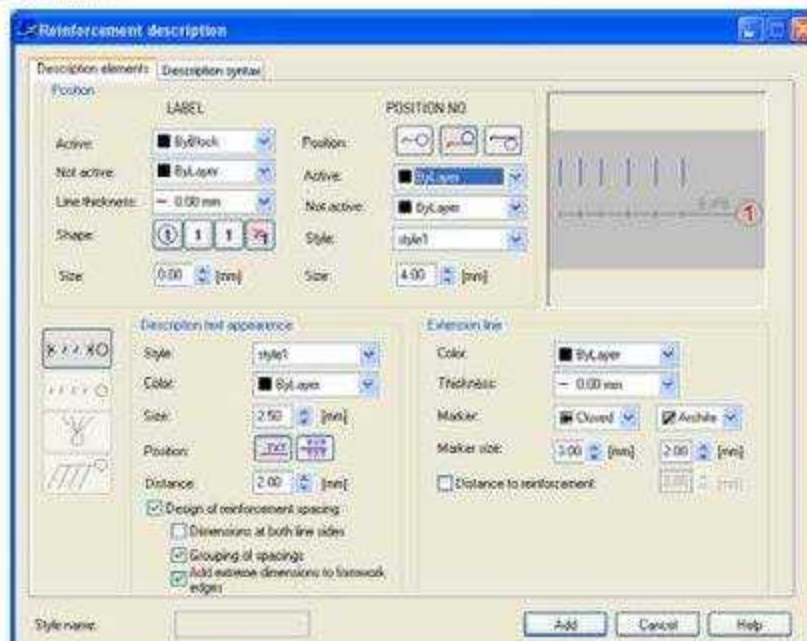 Reinforcement description
Description elements
Description syntax
Position
LABEL
POSITION NO
Active:
ByBlock
Position:
Not active:
ByLayer
Active:
ByLayer
Line thickness:
0.00 mm
Not active:
ByLayer
Shape:
1 1 1
Style:
style1
Size:
0.00 [mm]
Size:
4.00 [mm]
1
Description text appearance
Style:
style1
Color:
ByLayer
Size:
2.50 [mm]
Position:
Distance:
2.00 [mm]
Design of reinforcement spacing
Dimensions at both line sides
Grouping of spacings
Add extreme dimensions to formwork
edges
Extension line
Color:
ByLayer
Thickness:
0.00 mm
Marker:
Closed
Archite
Marker size:
3.00 [mm]
2.00 [mm]
Distance to reinforcement
[mm]
Style name:
Add
Cancel
Help